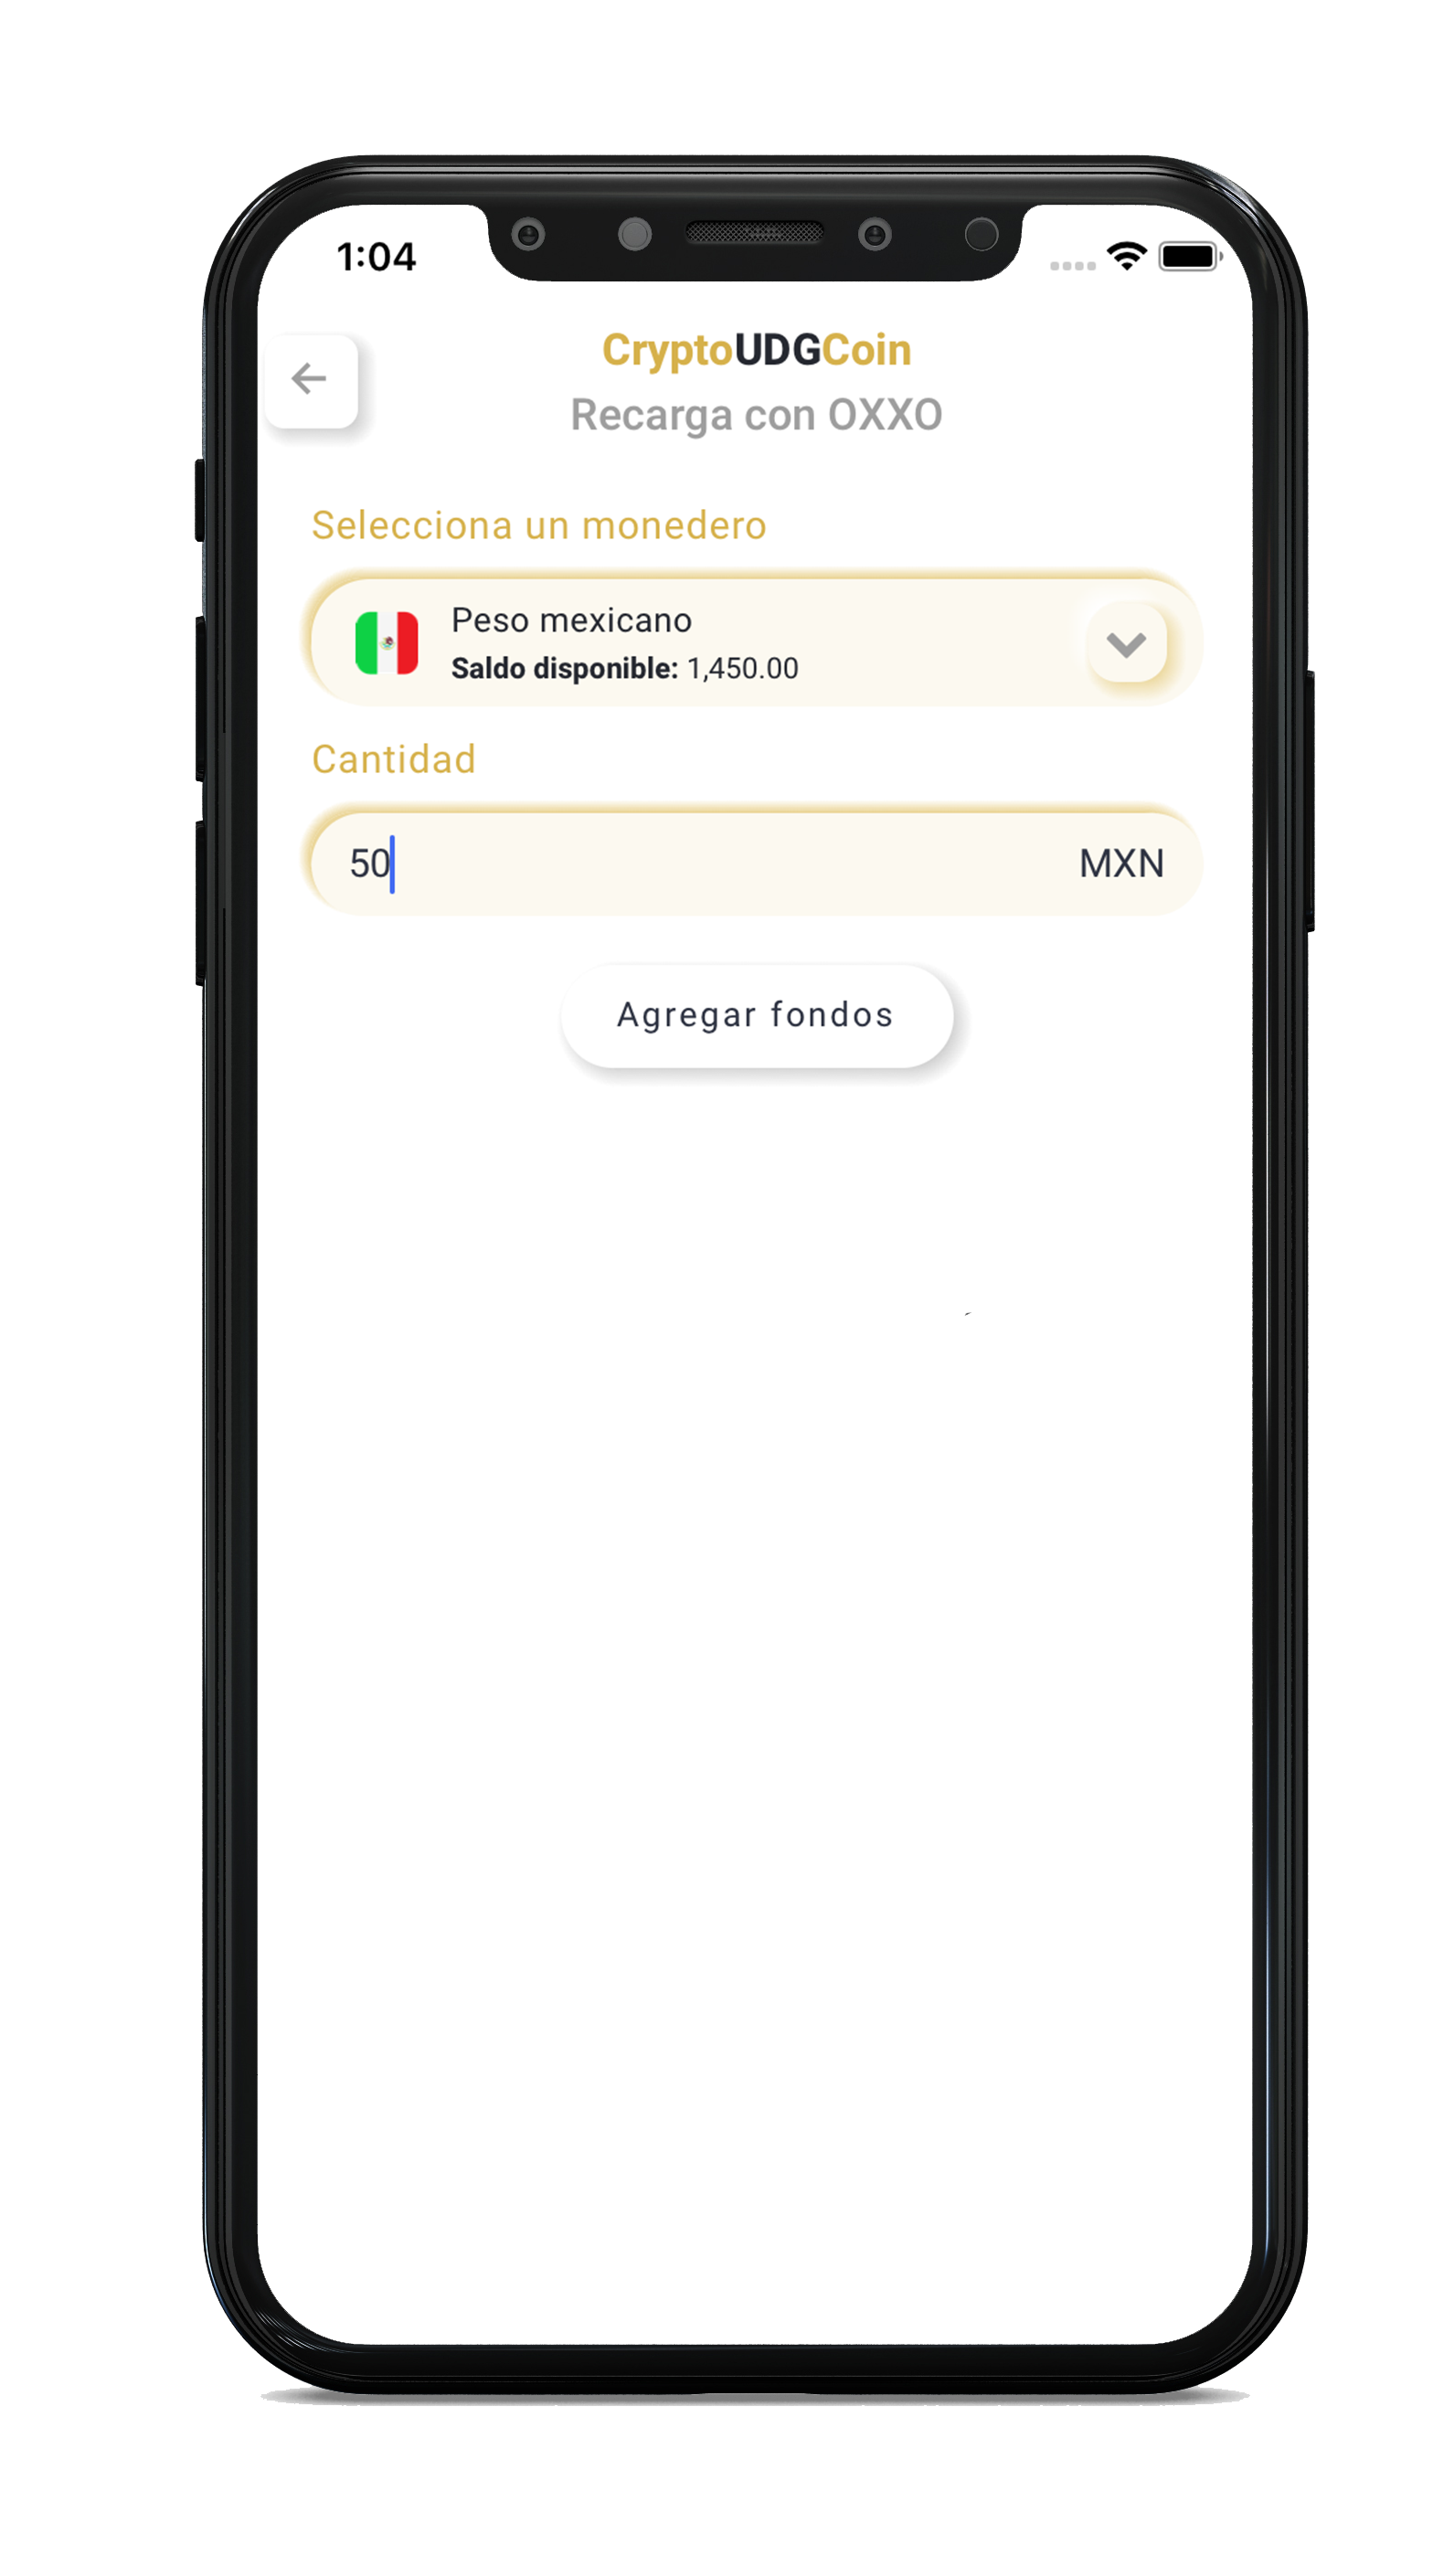 1:04
CryptoUDGCoin
Recarga con OXXO
Selecciona un monedero
Peso mexicano
Saldo disponible: 1,450.00
Cantidad
50 MXN
Agregar fondos